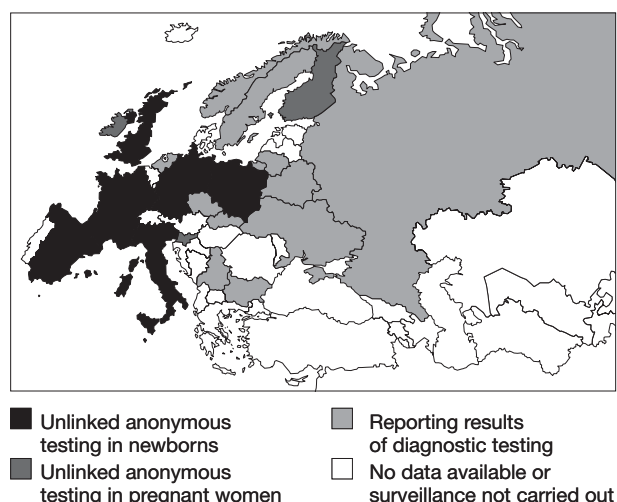 Unlinked anonymous
testing in newborns
Unlinked anonymous
testing in pregnant women
Reporting results
of diagnostic testing
No data available or
surveillance not carried out